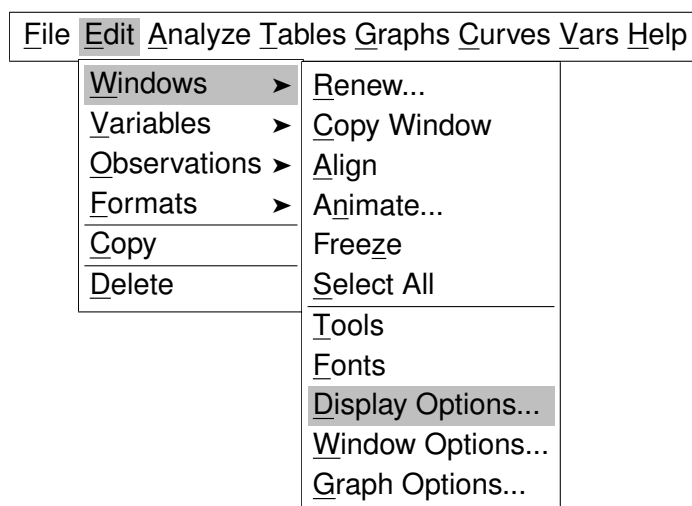 File Edit Analyze Tables Graphs Curves Vars Help
Windows ➤
Variables ➤
Observations ➤
Formats ➤
Copy
Delete
Renew...
Copy Window
Align
Animate...
Freeze
Select All
Tools
Fonts
Display Options...
Window Options...
Graph Options...